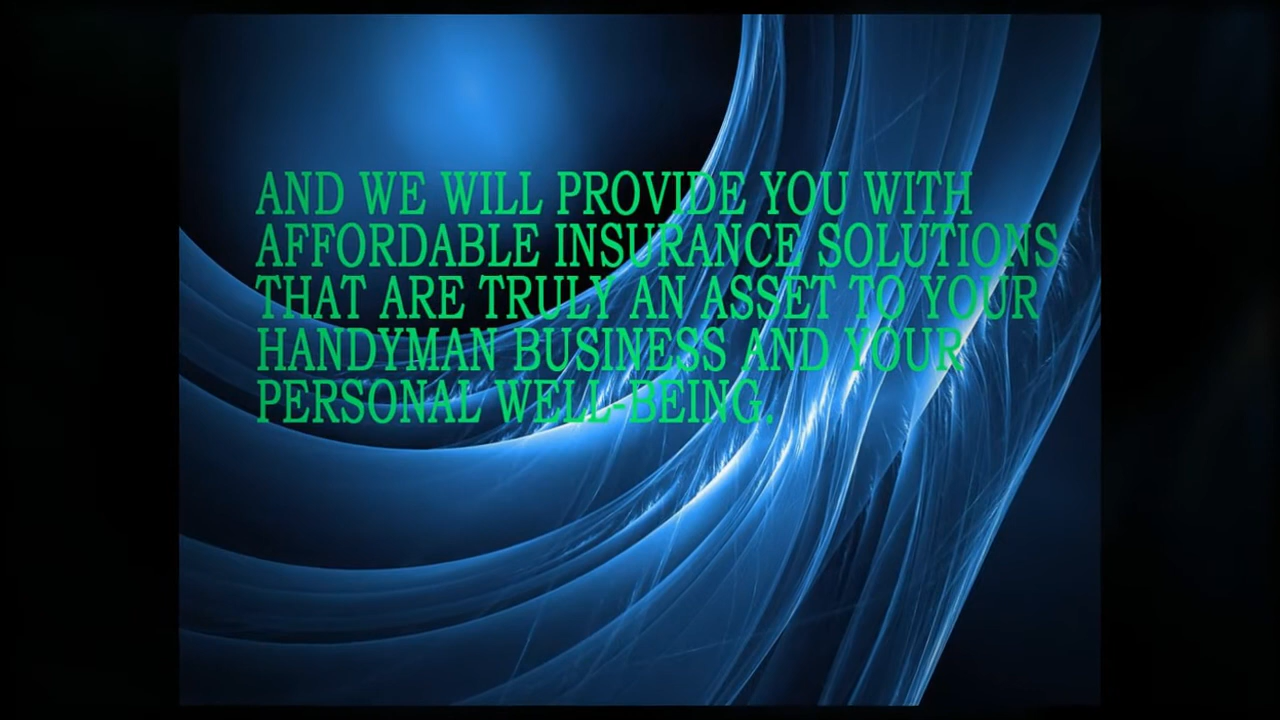 AND WE WILL PROVIDE YOU WITH
AFFORDABLE INSURANCE SOLUTIONS
THAT ARE TRULY AN ASSET TO YOUR
HANDYMAN BUSINESS AND YOUR
PERSONAL WELL-BEING.